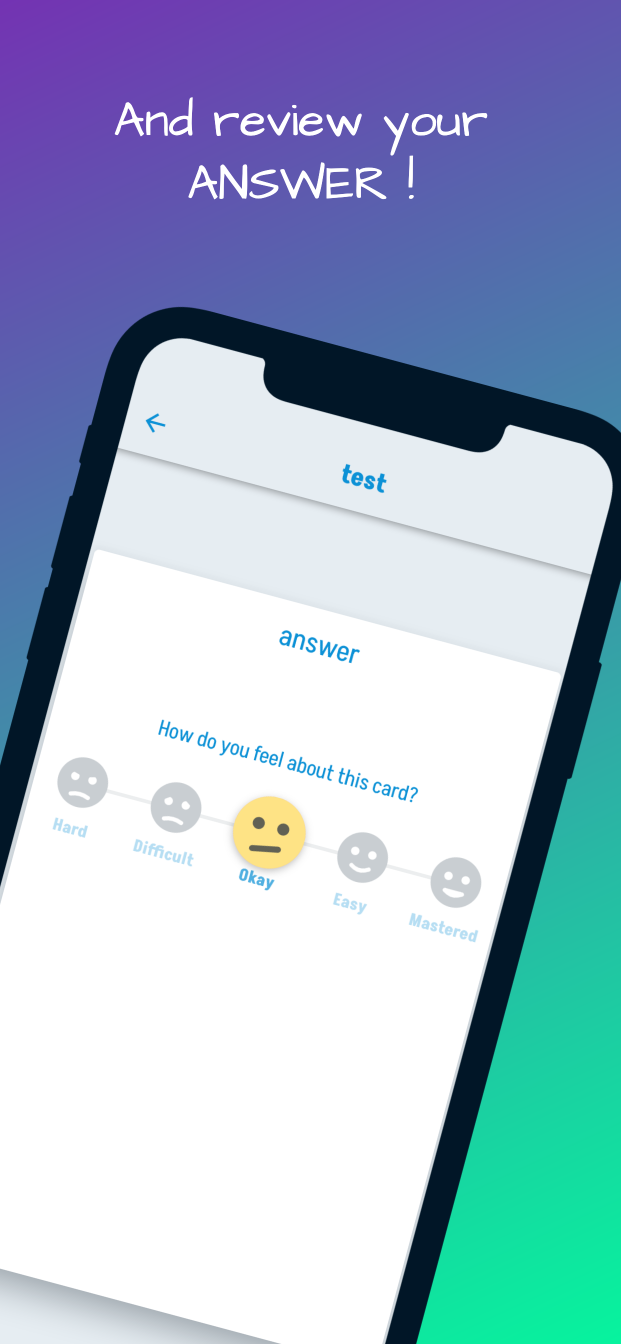 And review your
ANSWER !
test
answer
How do you feel about this card?
Hard
Difficult
Okay
Easy
Mastered